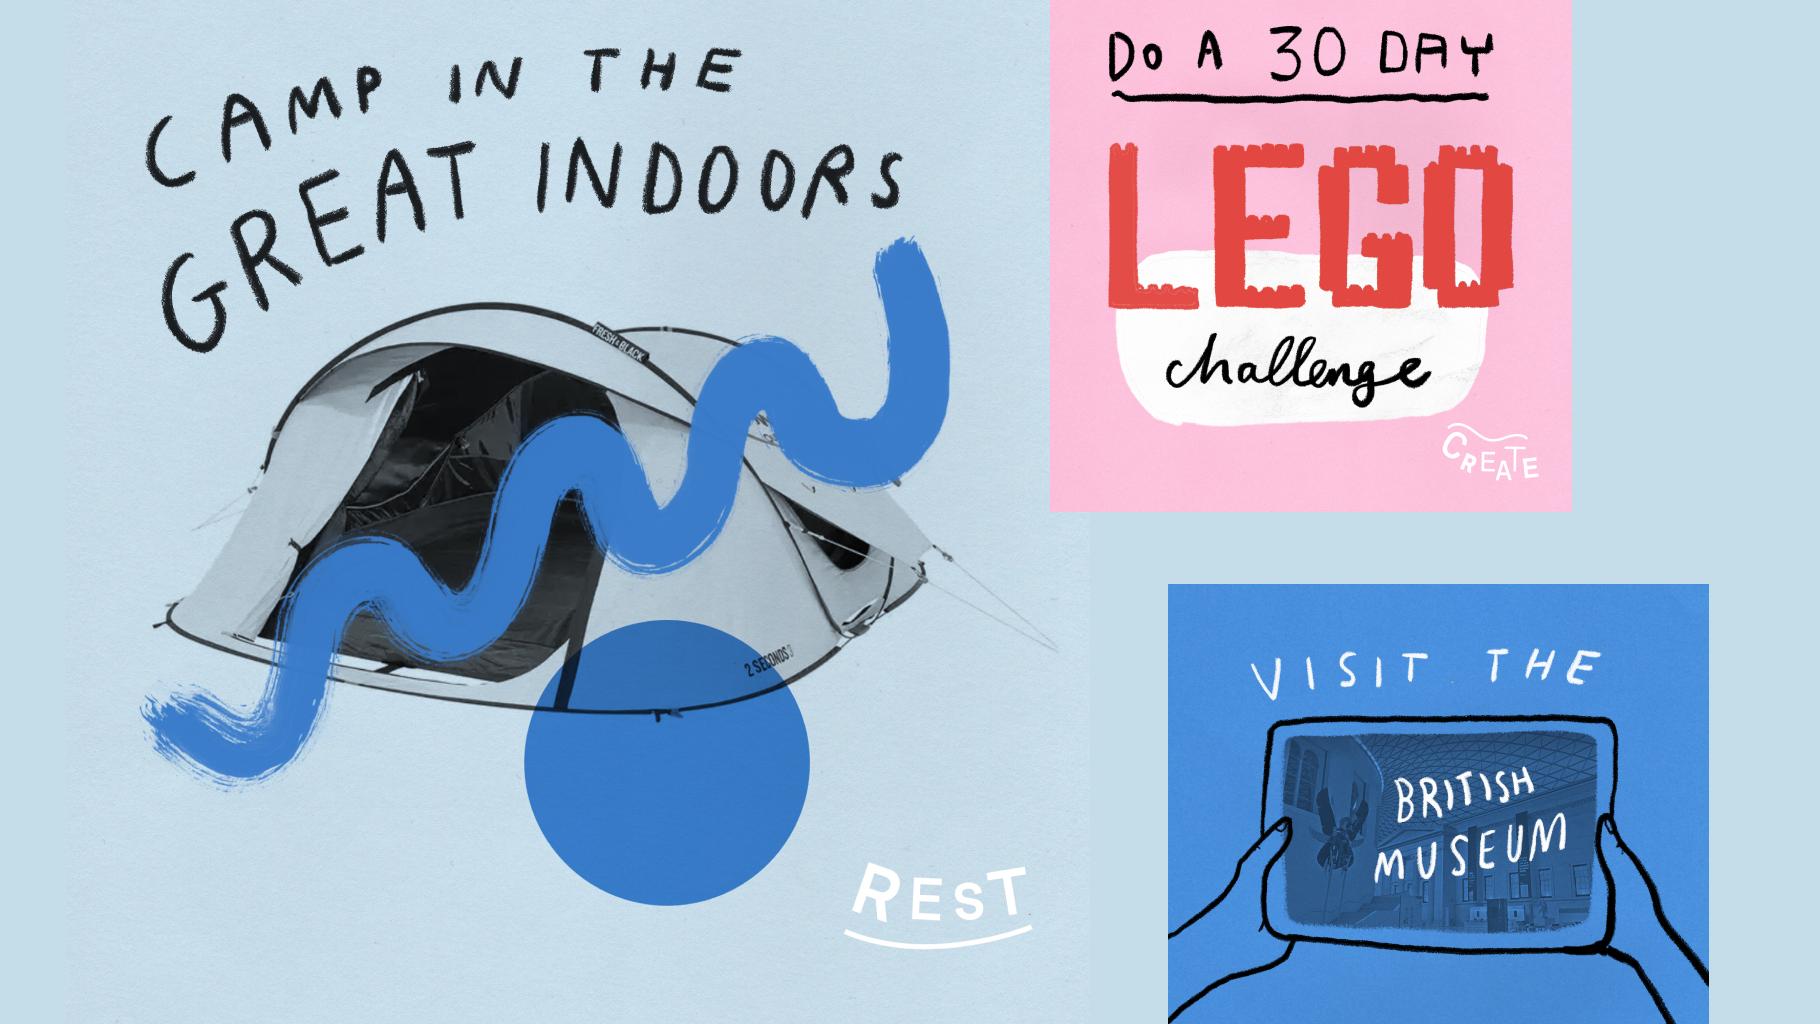 CAMP IN THE
GREAT INDOORS
FRESH & BLACK
2 SECONDS
REST
DO A 30 DAY
LEGO
challenge
CREATE
VISIT THE
BRITISH
MUSEUM